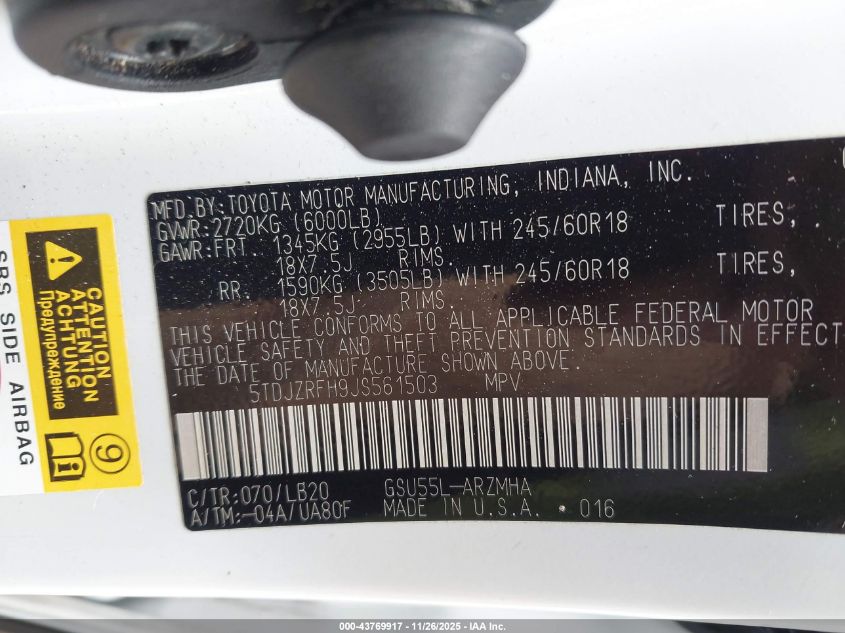 MFD.BY:TOYOTA MOTOR MANUFACTURING, INDIANA, INC.
GVWR:2720KG (6000LB)
GAWR:FRT. 1345KG (2955LB) WITH 245/60R18 TIRES,
18X7.5J RIMS.
RR. 1590KG (3505LB) WITH 245/60R18 TIRES,
18X7.5J RIMS.
THIS VEHICLE CONFORMS TO ALL APPLICABLE FEDERAL MOTOR
VEHICLE SAFETY AND THEFT PREVENTION STANDARDS IN EFFECT
THE DATE OF MANUFACTURE SHOWN ABOVE.
5TDJZRFH9JS561503 MPV
C/TR:070/LB20 GSU55L-ARZMHA
A/TM:-04A/UA80F MADE IN U.S.A. 016
SRS SIDE AIRBAG
CAUTION
ATTENTION
ACHTUNG
Предупреждение
9
000-43769917 - 11/26/2025 - IAA Inc.